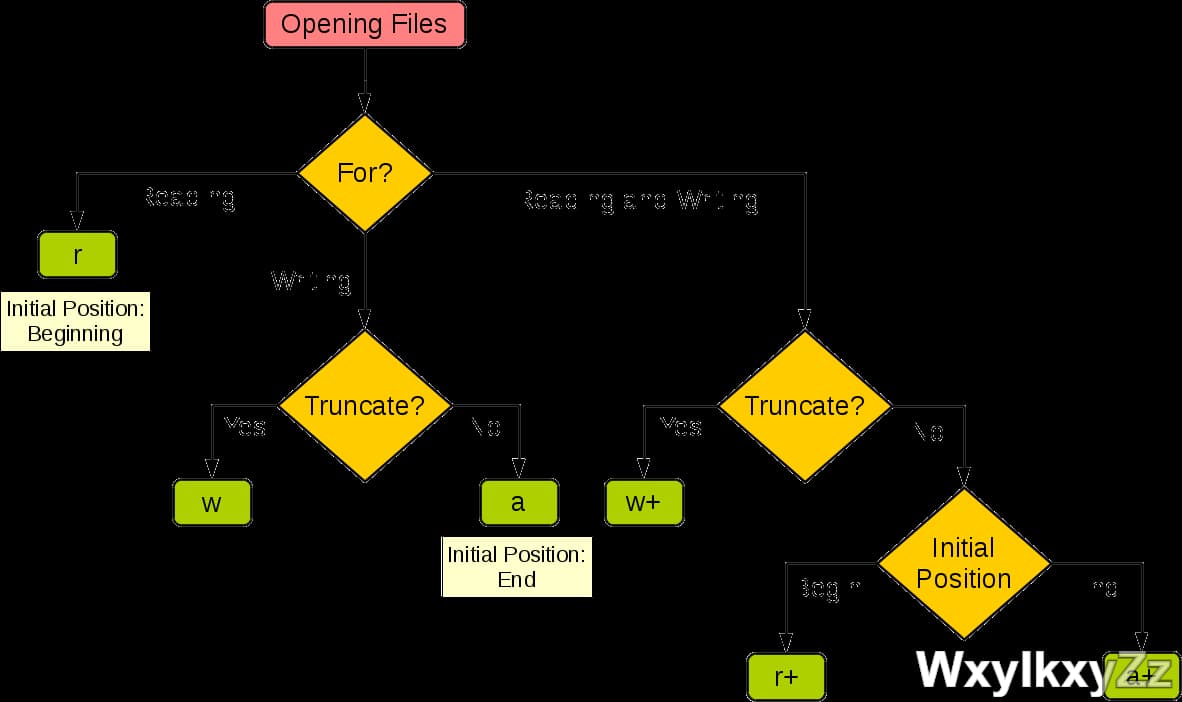 Opening Files
For?
Reading
Reading and Writing
r
Writing
Initial Position:
Beginning
Truncate?
Truncate?
Yes
No
Yes
No
w
a
w+
Initial Position:
End
Initial
Position
Begin
r+
a+
WxylkxyZz